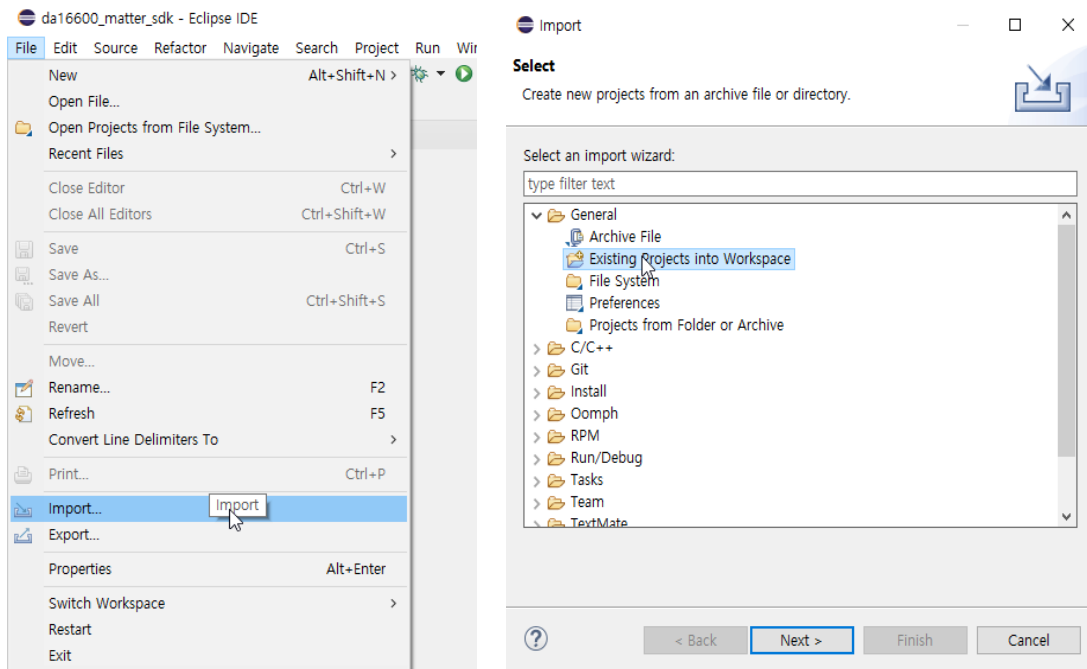 da16600_matter_sdk - Eclipse IDE
File Edit Source Refactor Navigate Search Project Run
New Alt+Shift+N >
Open File...
Open Projects from File System...
Recent Files >
Close Editor Ctrl+W
Close All Editors Ctrl+Shift+W
Save Ctrl+S
Save As...
Save All Ctrl+Shift+S
Revert
Move...
Rename... F2
Refresh F5
Convert Line Delimiters To >
Print... Ctrl+P
Import... Import
Export...
Properties Alt+Enter
Switch Workspace >
Restart
Exit
Import
Select
Create new projects from an archive file or directory.
Select an import wizard:
type filter text
General
Archive File
Existing Projects into Workspace
File System
Preferences
Projects from Folder or Archive
C/C++
Git
Install
Oomph
RPM
Run/Debug
Tasks
Team
TextMate
? < Back Next > Finish Cancel